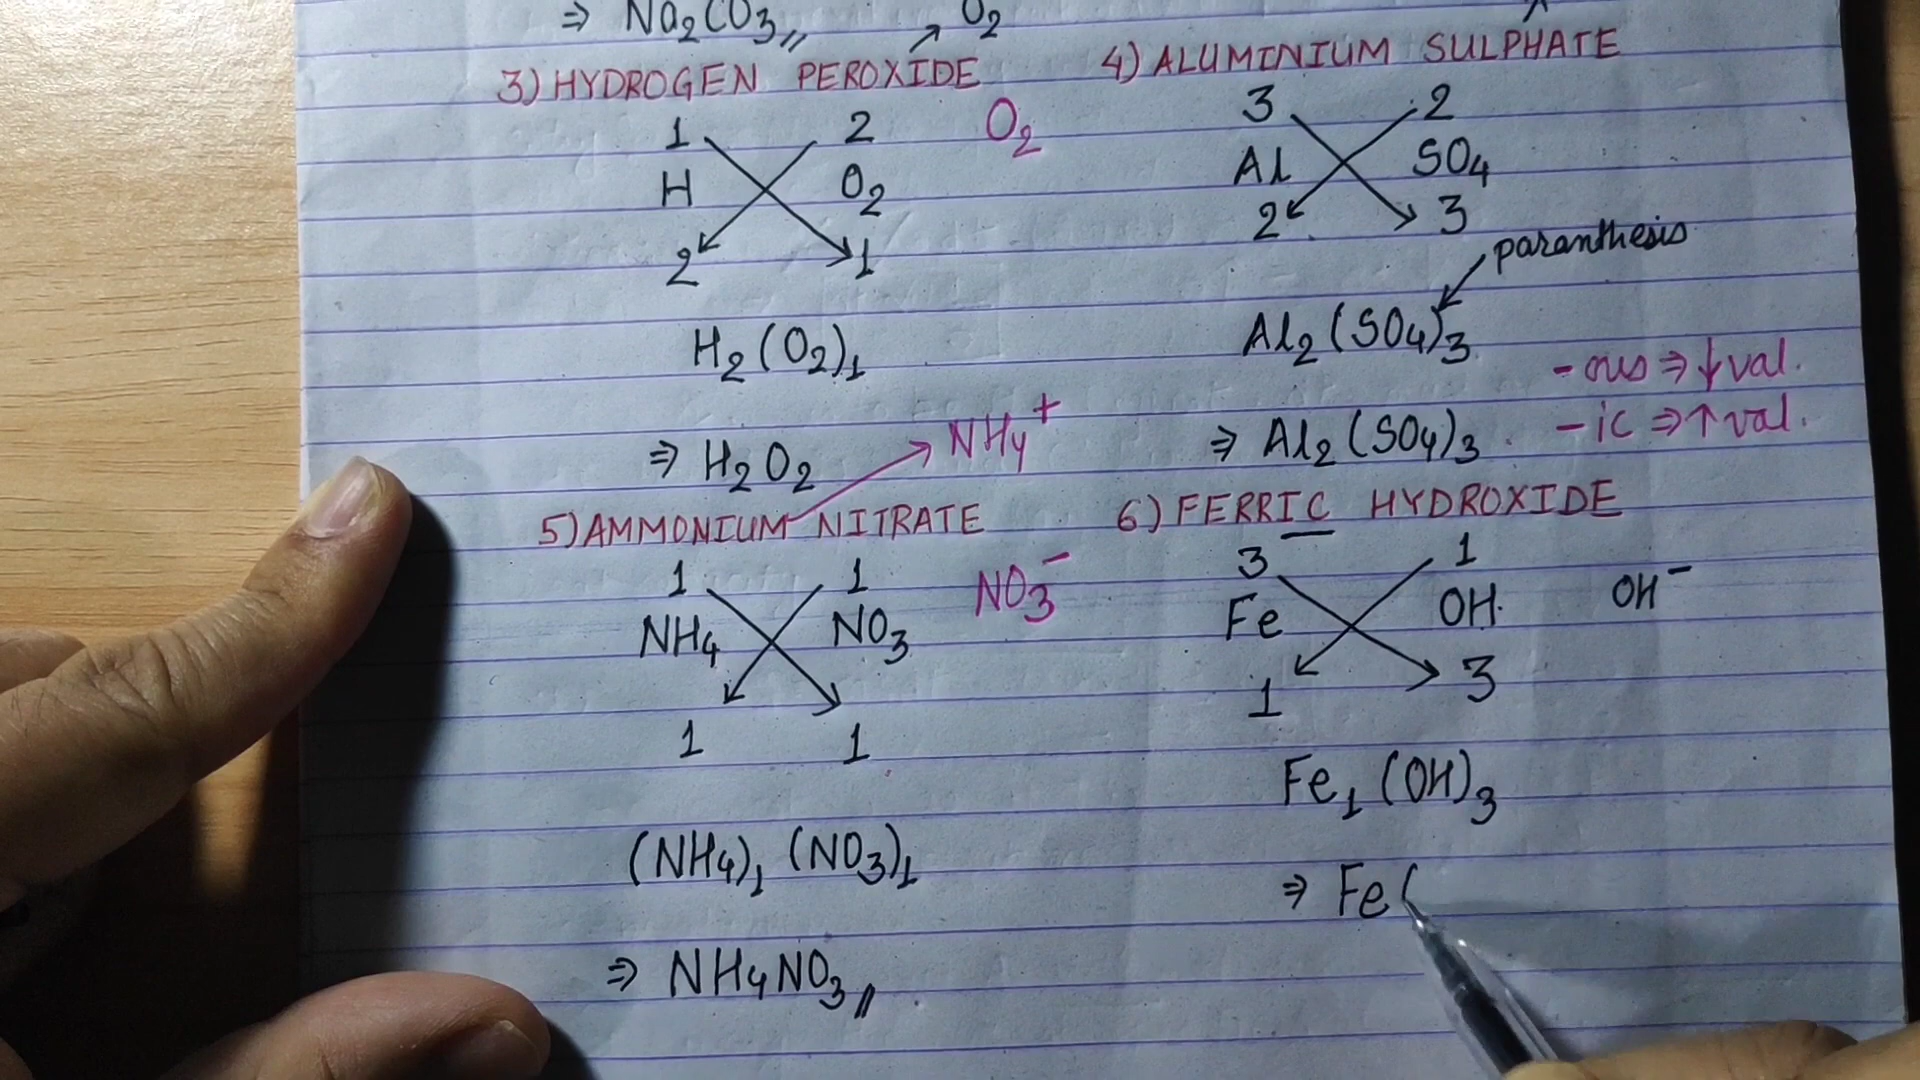 ⇒ Na2CO3,, O2
3) HYDROGEN PEROXIDE
1 2 O2
H O2
2 1
H2(O2)1
⇒ H2O2
4) ALUMINIUM SULPHATE
3 2
Al SO4
2 3
paranthesis
Al2(SO4)3
- ous ⇒ ↓ val.
⇒ Al2(SO4)3. - ic ⇒ ↑ val.
NH4+
5) AMMONIUM NITRATE
1 1
NH4 NO3 NO3-
1 1
(NH4)1 (NO3)1
⇒ NH4NO3,,
6) FERRIC HYDROXIDE
3 1
Fe OH. OH-
1 3
Fe1 (OH)3
⇒ Fe(